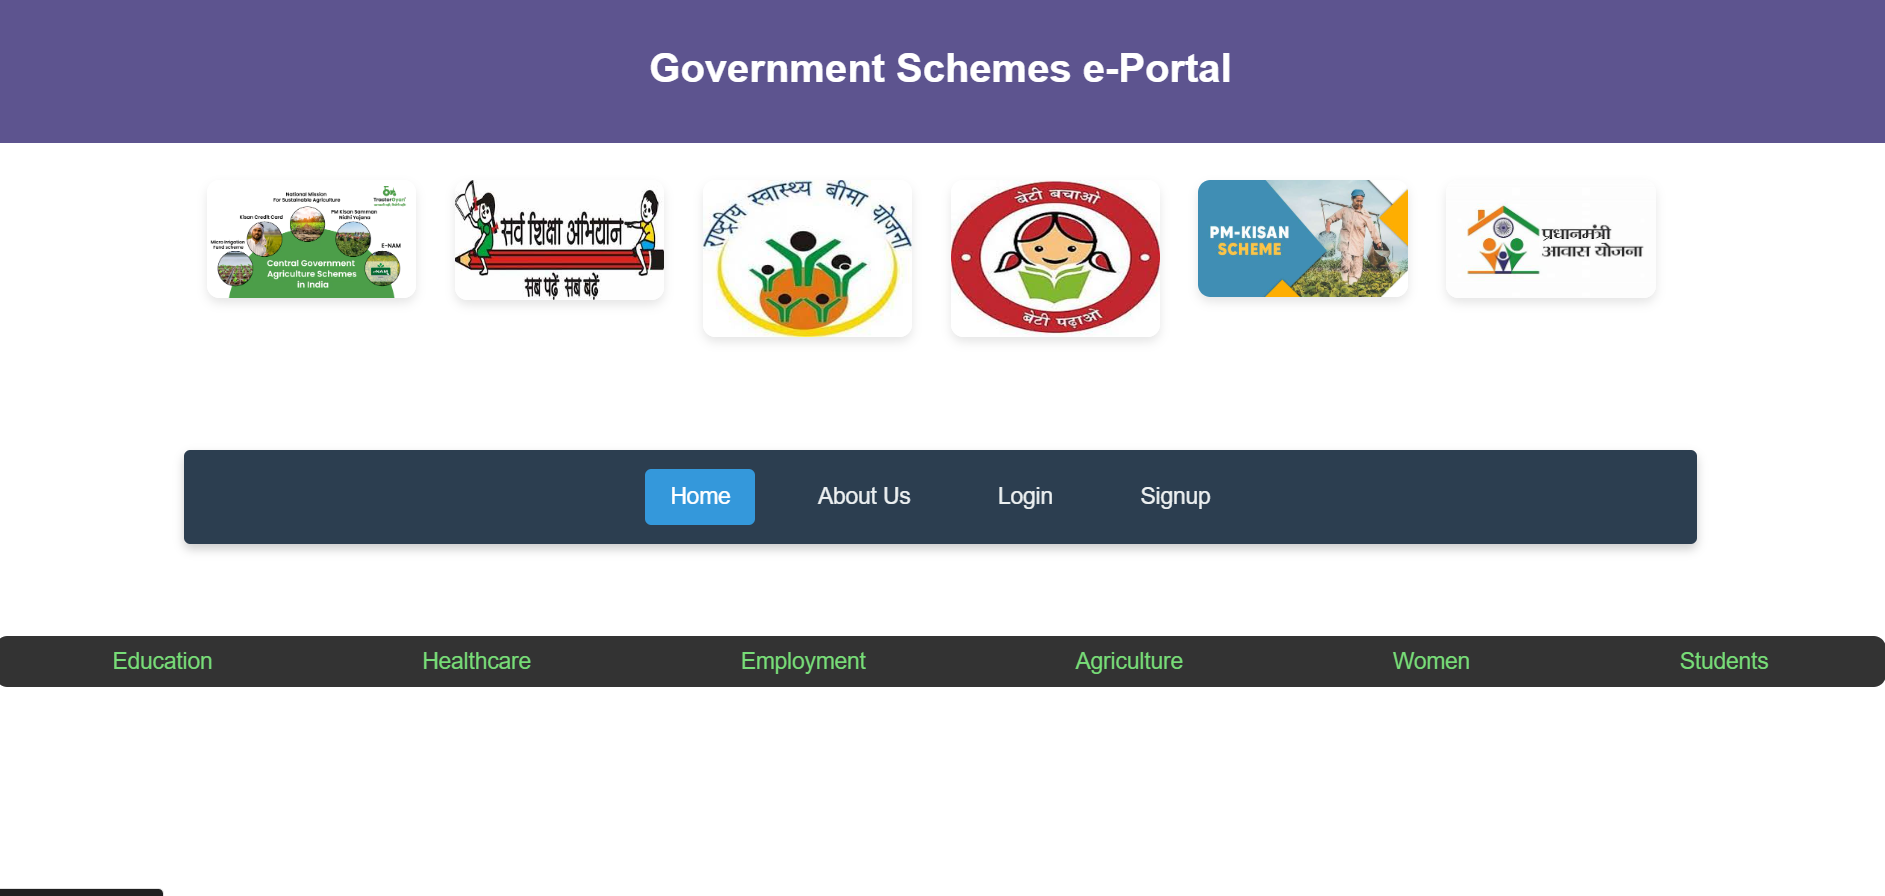 Government Schemes e-Portal
National Mission
For Sustainable Agriculture
Kisan Credit Card
PM Kisan Samman
Nidhi Yojana
Micro Irrigation
Fund Scheme
E-NAM
Central Government
Agriculture Schemes
in India
सर्व शिक्षा अभियान
सब पढ़ें सब बढ़ें
राष्ट्रीय स्वास्थ्य बीमा योजना
बेटी बचाओ
बेटी पढ़ाओ
PM-KISAN
SCHEME
प्रधानमंत्री
आवास योजना
Home
About Us
Login
Signup
Education
Healthcare
Employment
Agriculture
Women
Students